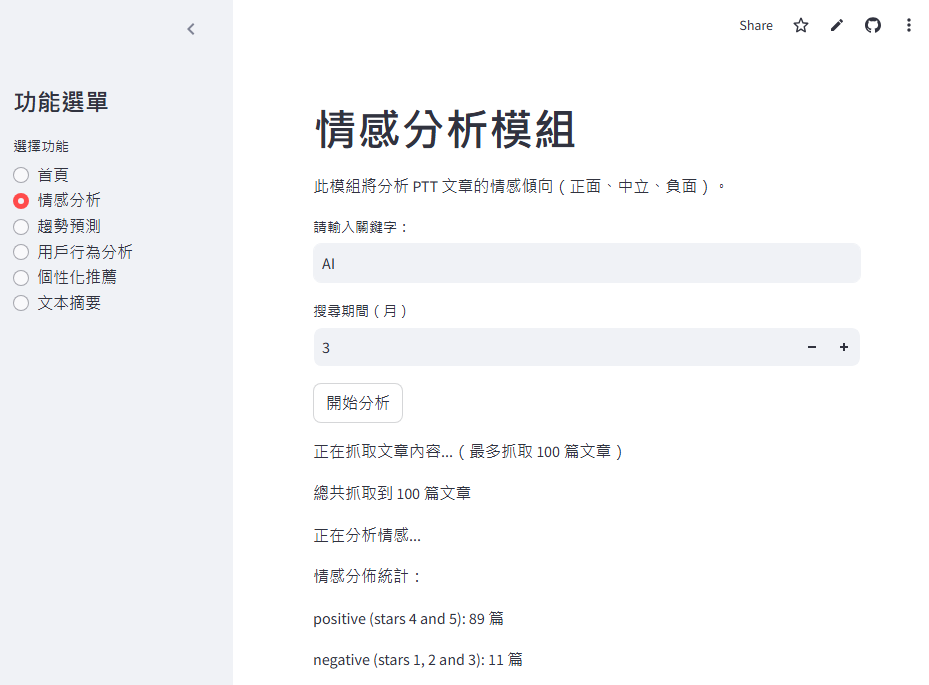 Share
功能選單
選擇功能
首頁
情感分析
趨勢預測
用戶行為分析
個性化推薦
文本摘要
情感分析模組
此模組將分析 PTT 文章的情感傾向（正面、中立、負面）。
請輸入關鍵字：
AI
搜尋期間（月）
3
開始分析
正在抓取文章內容...（最多抓取 100 篇文章）
總共抓取到 100 篇文章
正在分析情感...
情感分佈統計：
positive (stars 4 and 5): 89 篇
negative (stars 1, 2 and 3): 11 篇